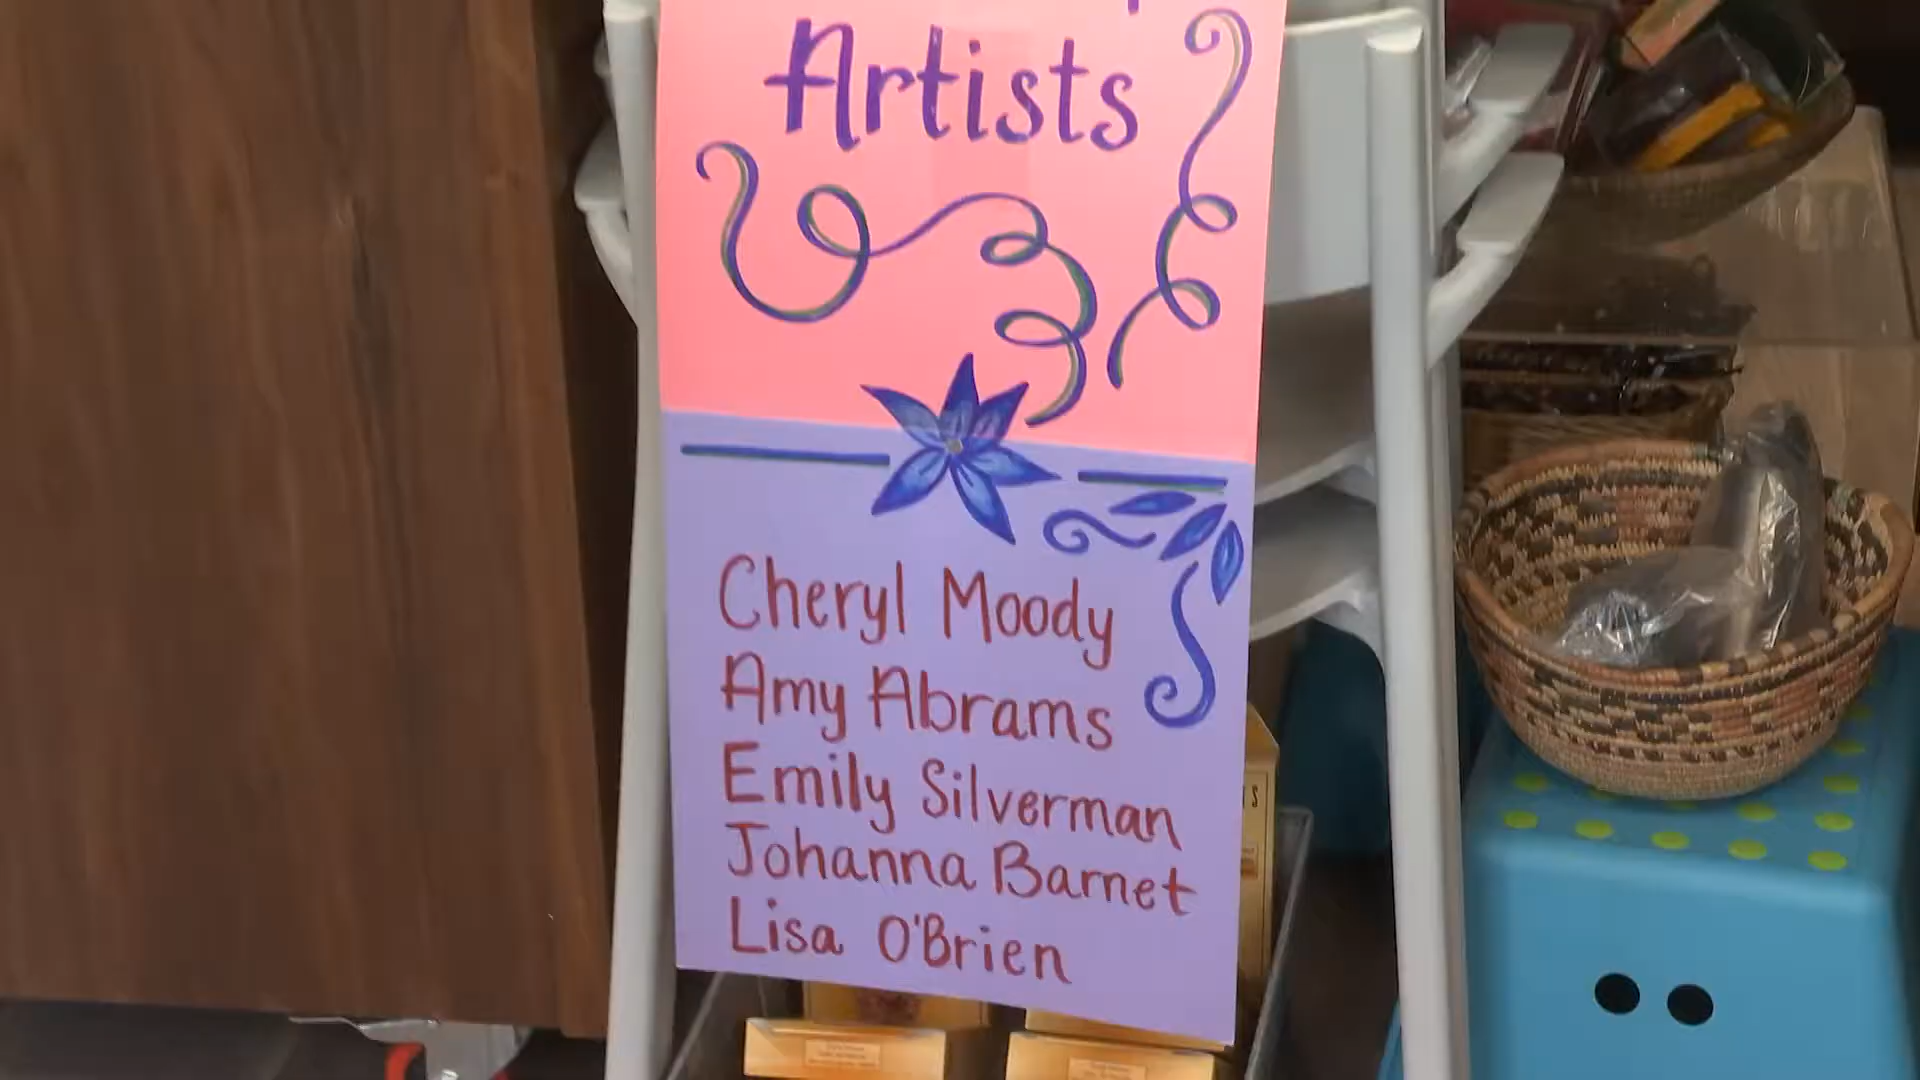 Artists
Cheryl Moody
Amy Abrams
Emily Silverman
Johanna Barnet
Lisa O'Brien